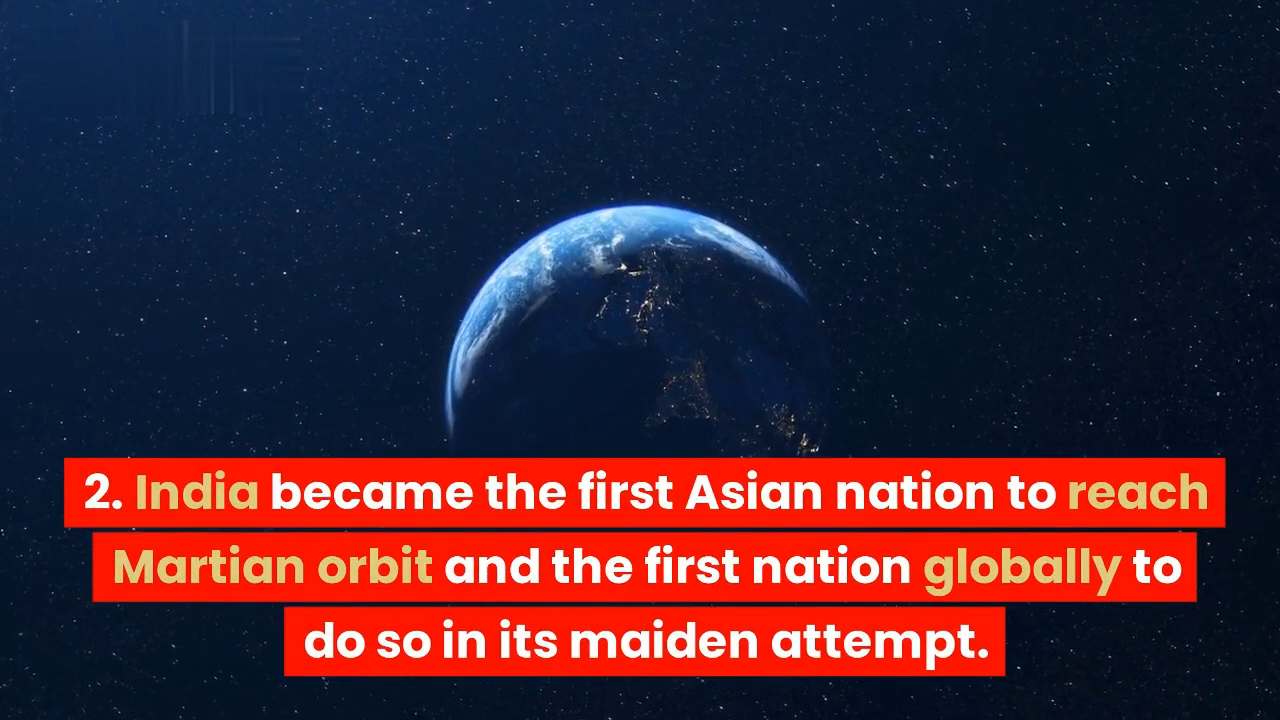 2. India became the first Asian nation to reach
Martian orbit and the first nation globally to
do so in its maiden attempt.